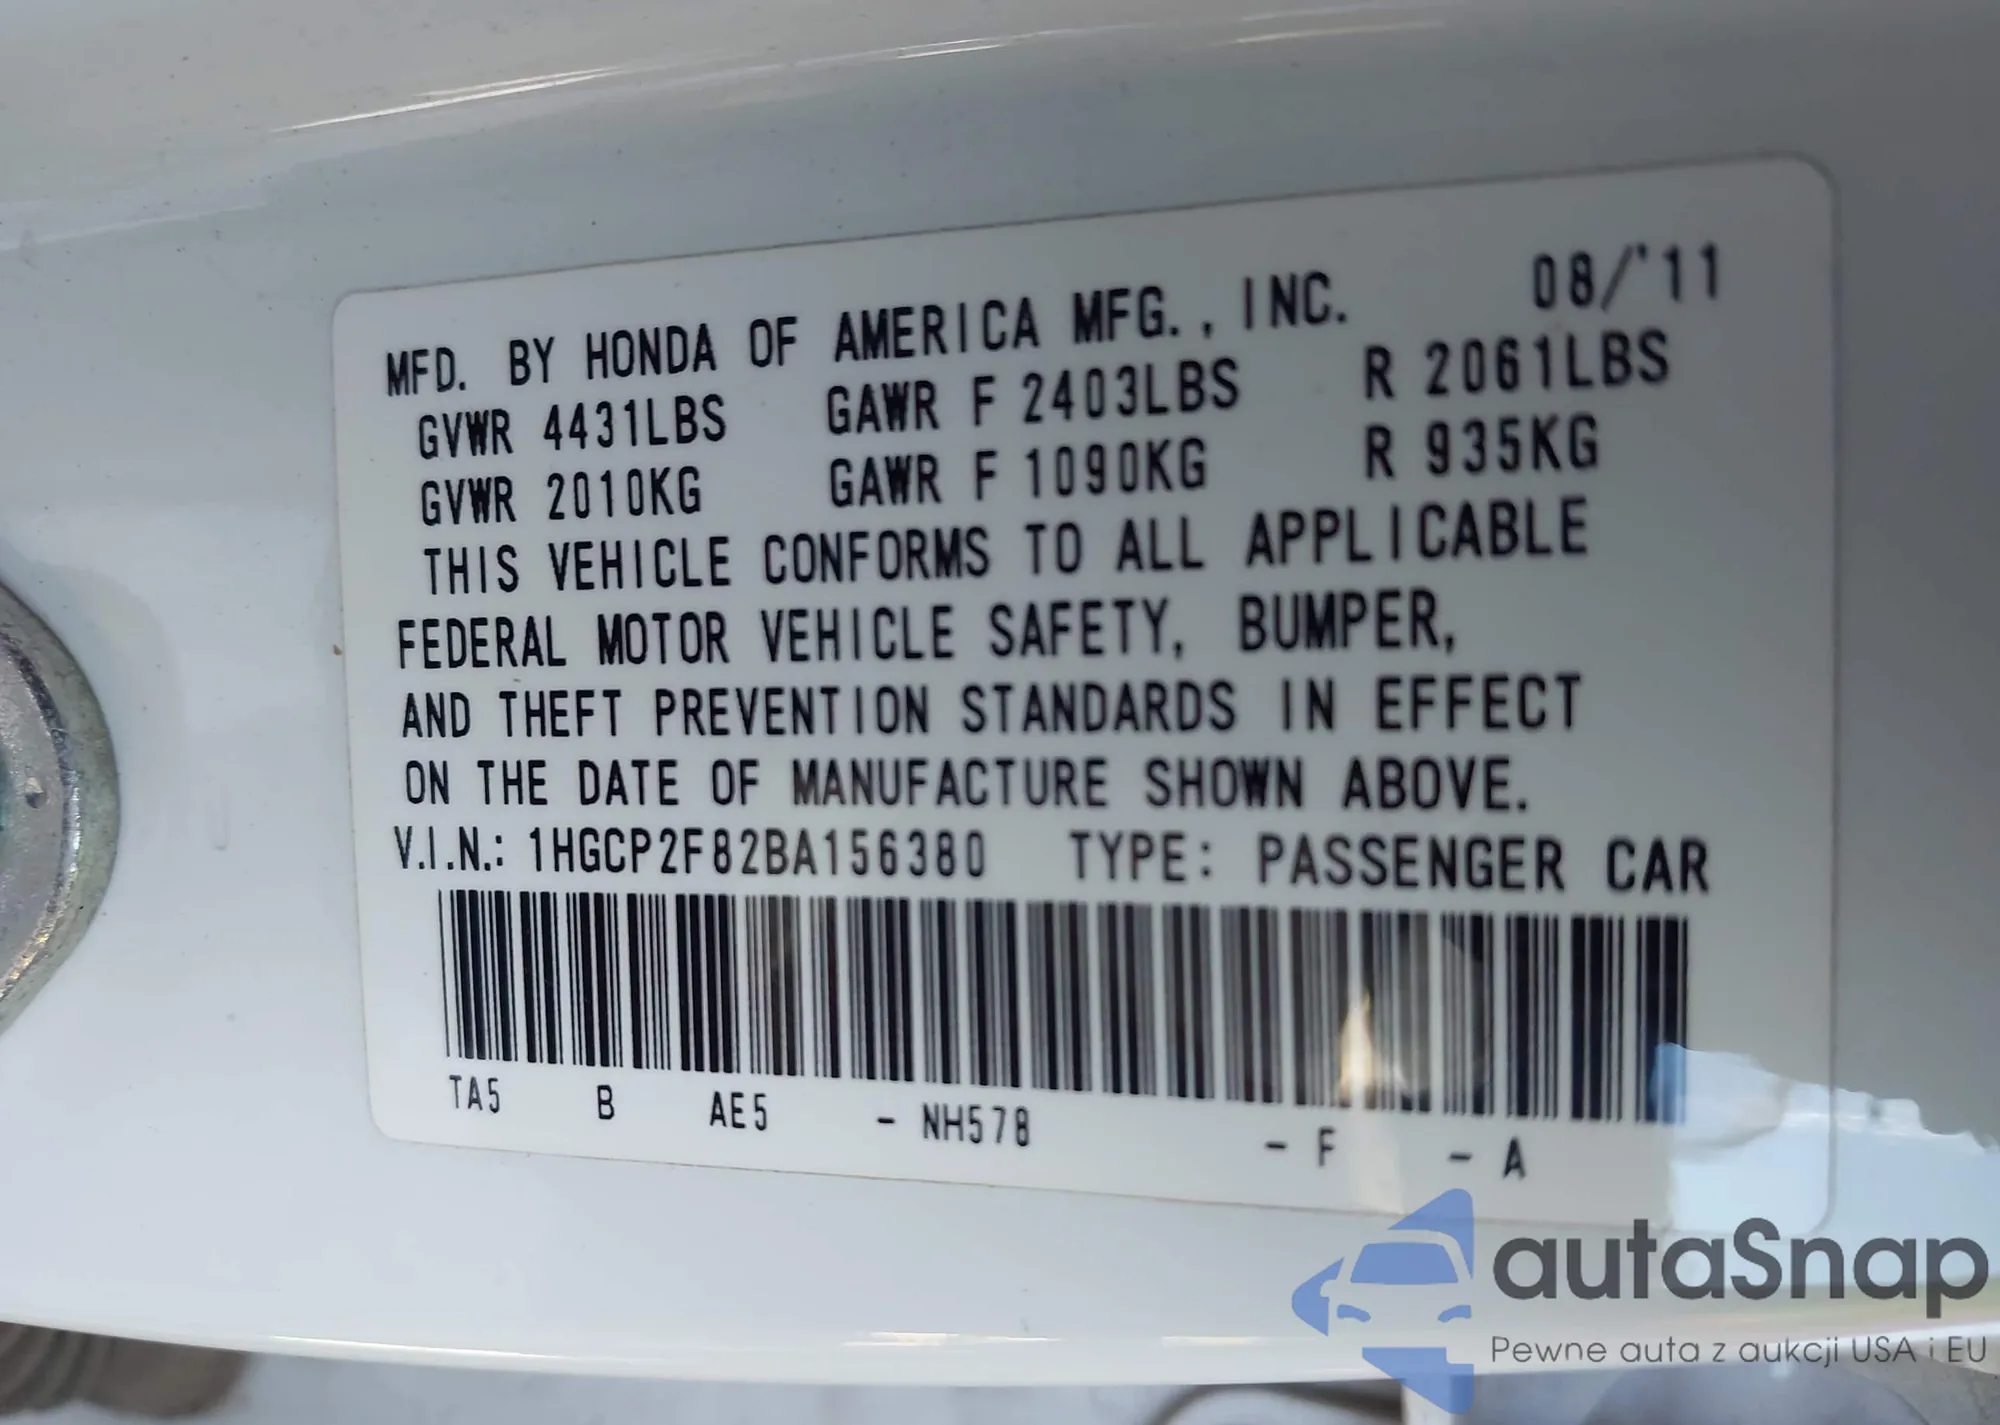 MFD. BY HONDA OF AMERICA MFG., INC. 08/'11
GVWR 4431LBS GAWR F 2403LBS R 2061LBS
GVWR 2010KG GAWR F 1090KG R 935KG
THIS VEHICLE CONFORMS TO ALL APPLICABLE
FEDERAL MOTOR VEHICLE SAFETY, BUMPER,
AND THEFT PREVENTION STANDARDS IN EFFECT
ON THE DATE OF MANUFACTURE SHOWN ABOVE.
V.I.N.: 1HGCP2F82BA156380 TYPE: PASSENGER CAR
TA5 B AE5 - NH578 - F - A
autaSnap
Pewne auta z aukcji USA i EU